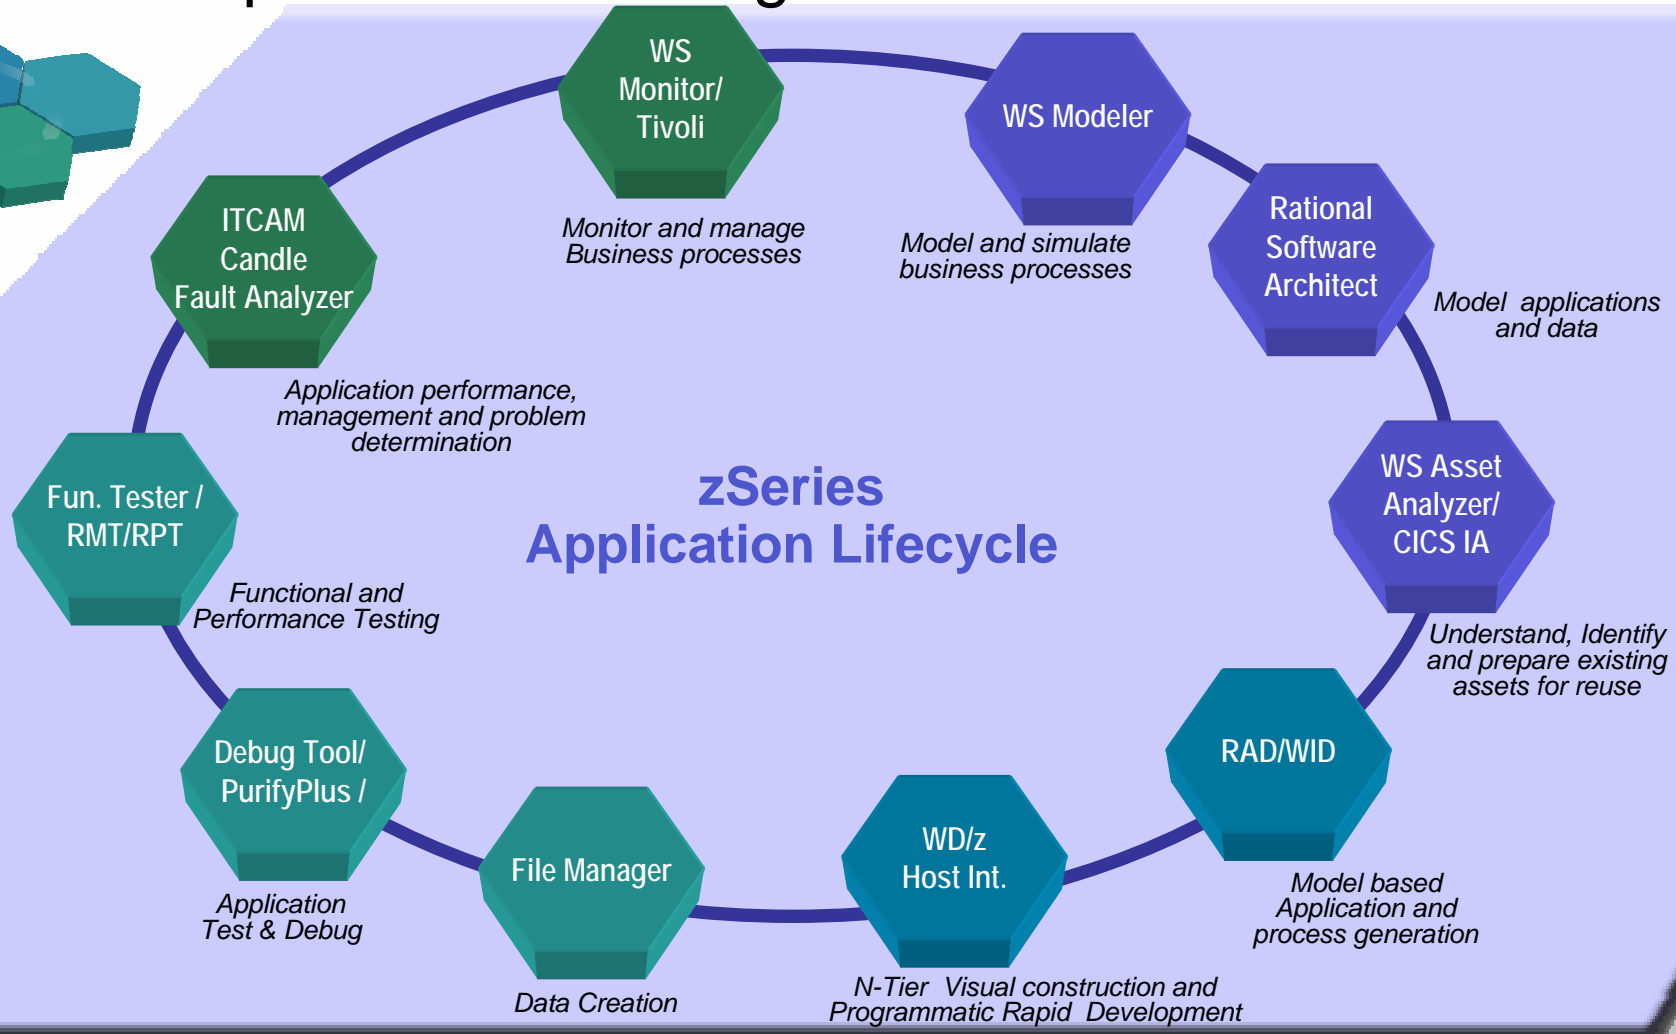 WS
Monitor/
Tivoli
Monitor and manage
Business processes
WS Modeler
Model and simulate
business processes
Rational
Software
Architect
Model applications
and data
WS Asset
Analyzer/
CICS IA
Understand, Identify
and prepare existing
assets for reuse
RAD/WID
Model based
Application and
process generation
WD/z
Host Int.
N-Tier Visual construction and
Programmatic Rapid Development
File Manager
Data Creation
Debug Tool/
PurifyPlus /
Application
Test & Debug
Fun. Tester /
RMT/RPT
Functional and
Performance Testing
ITCAM
Candle
Fault Analyzer
Application performance,
management and problem
determination
zSeries
Application Lifecycle